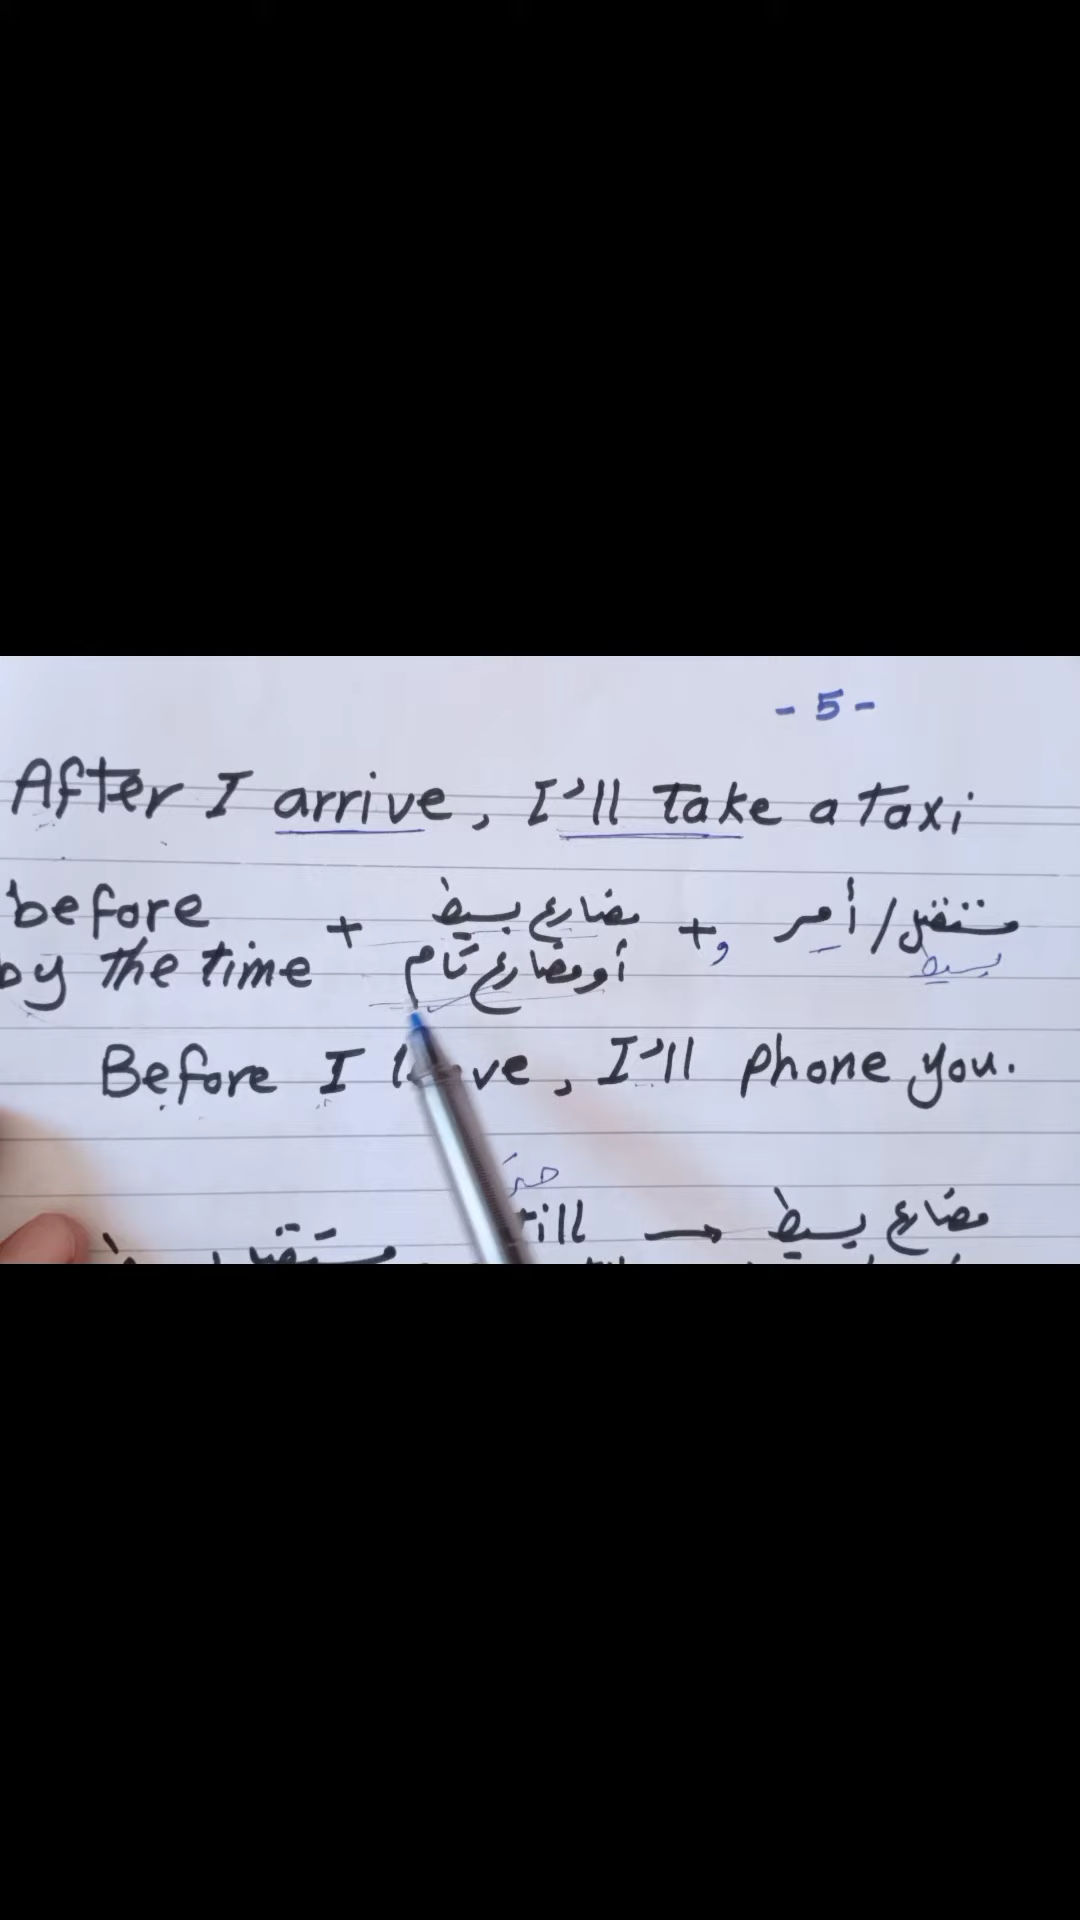 - 5 -
After I arrive, I'll take a taxi
before + مضارع بسيط +, مستقبل / أمر
by the time أو مضارع تام بسيط
Before I ve, I'll phone you.
till → مضارع بسيط